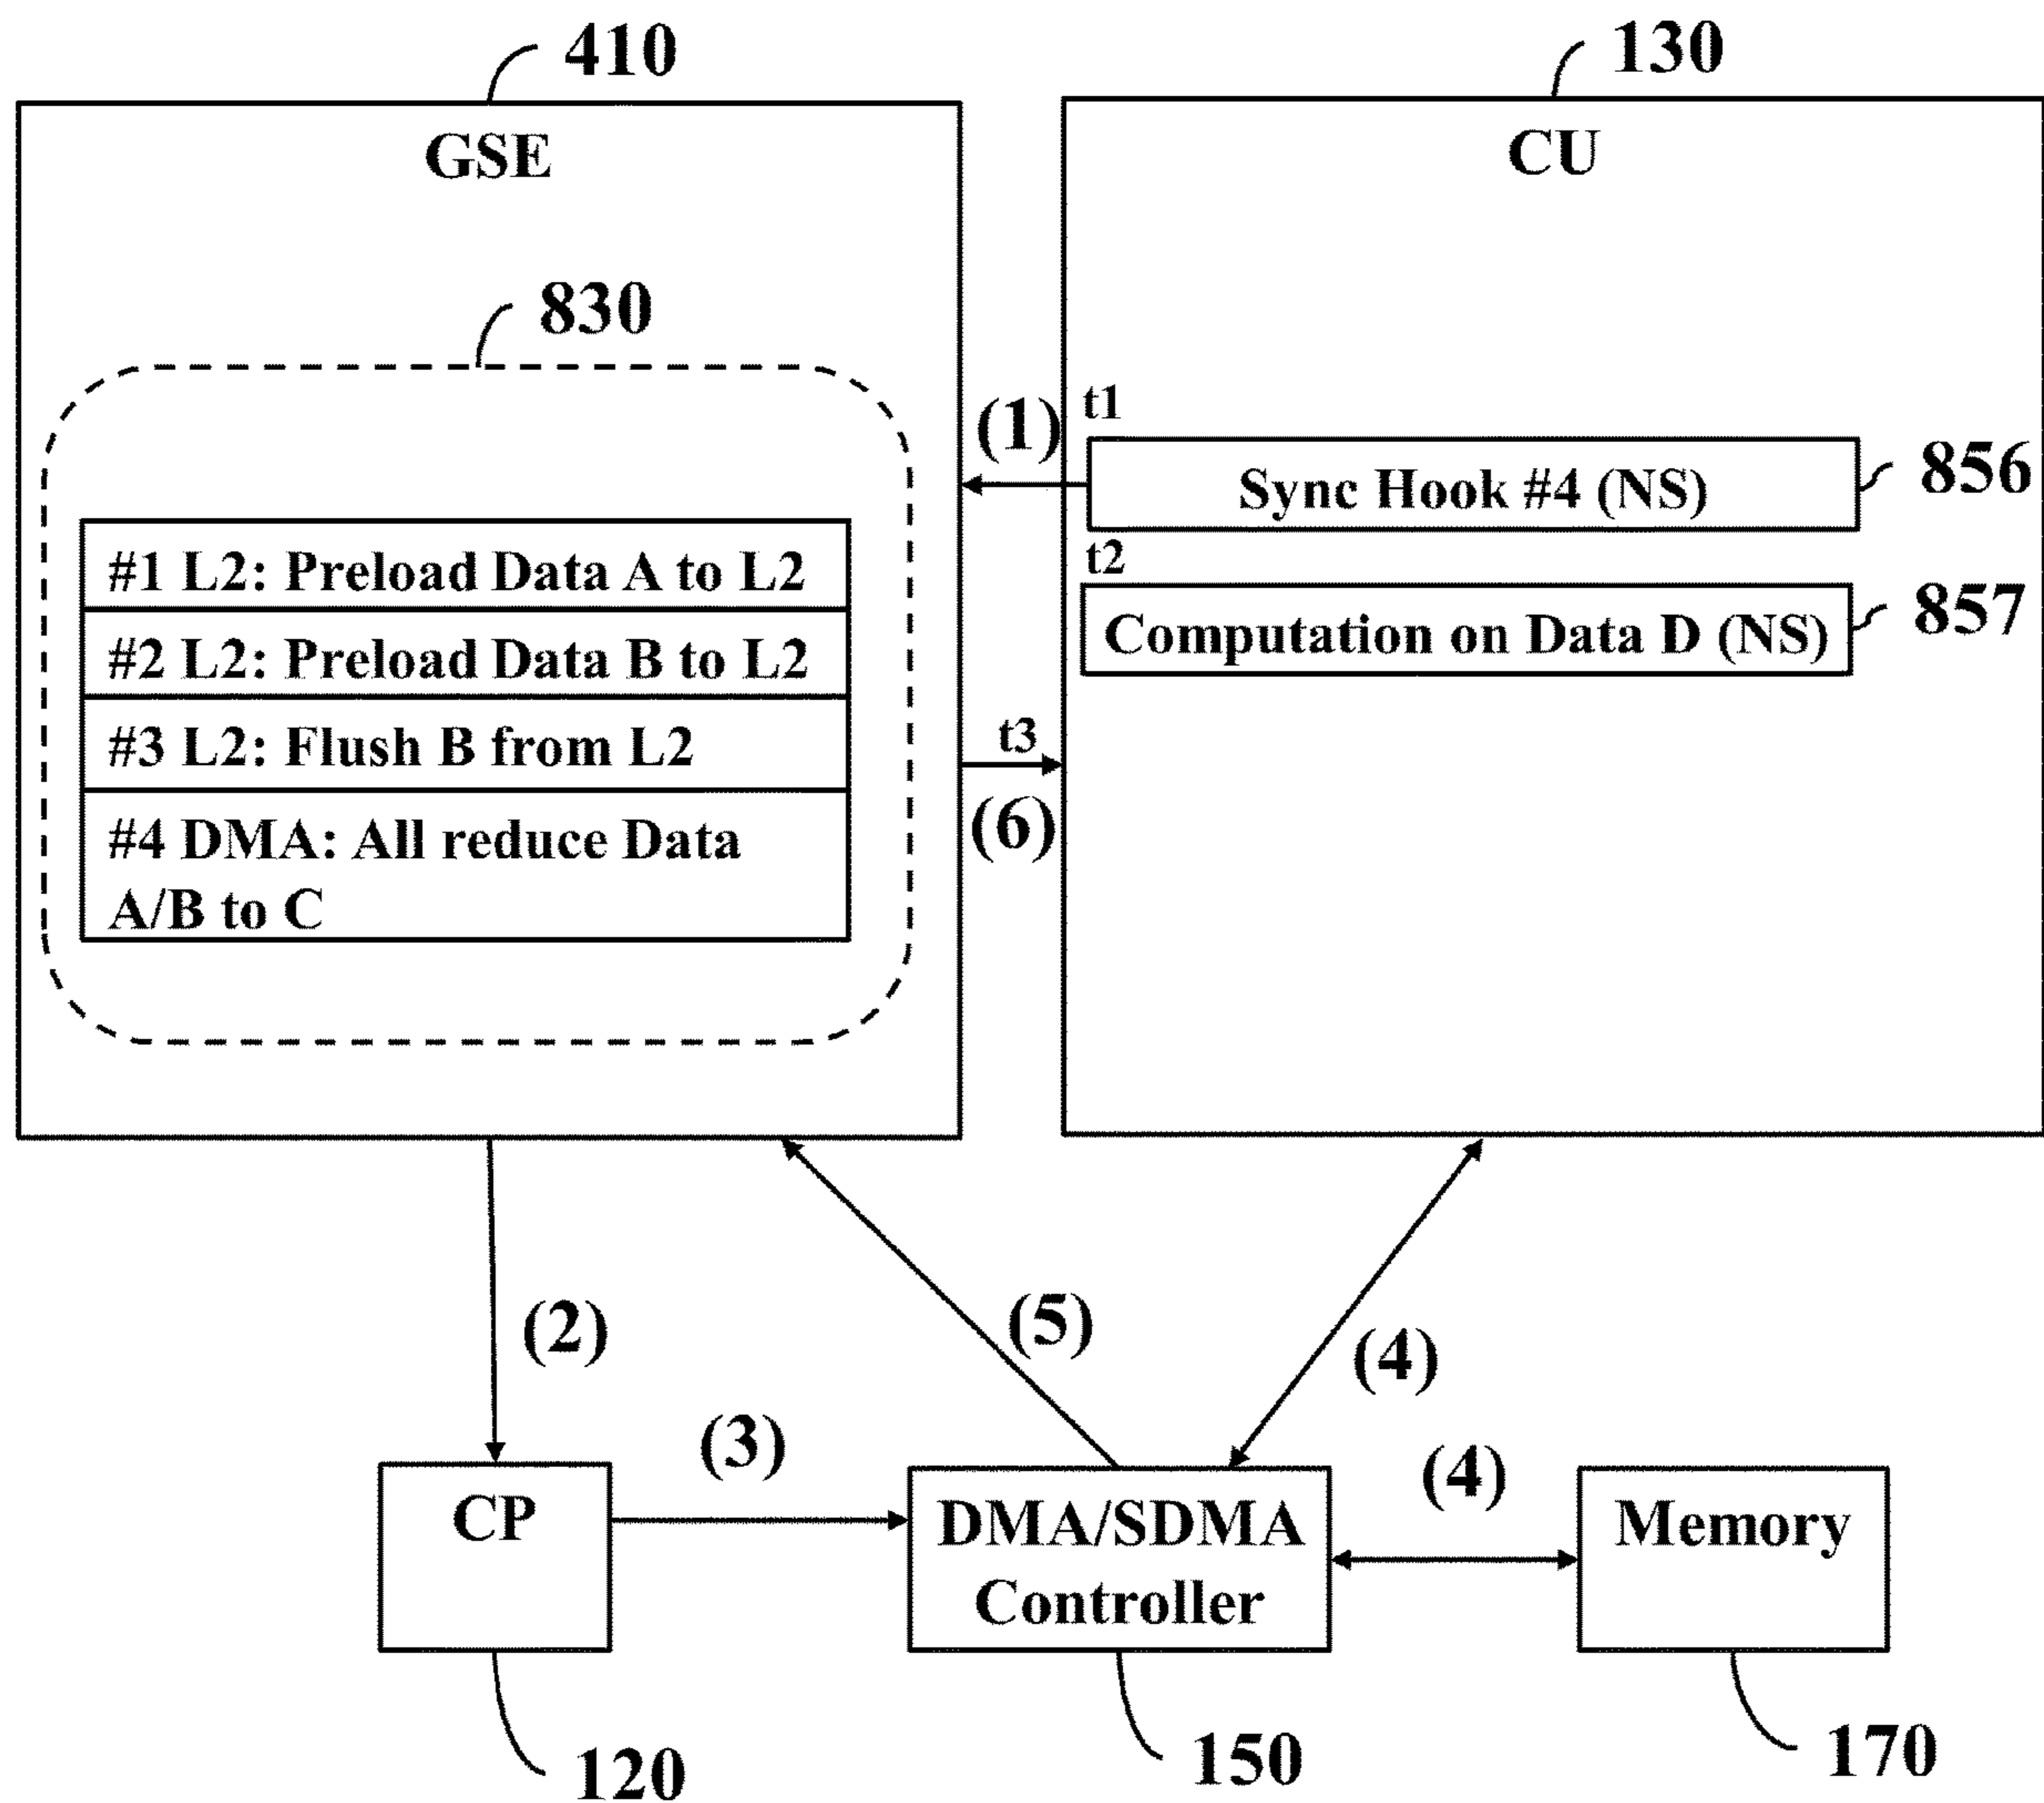 410
130
GSE
CU
830
t1
(1)
Sync Hook #4 (NS)
856
t2
Computation on Data D (NS)
857
#1 L2: Preload Data A to L2
#2 L2: Preload Data B to L2
#3 L2: Flush B from L2
#4 DMA: All reduce Data
A/B to C
t3
(6)
(2)
(5)
(4)
(3)
(4)
CP
DMA/SDMA
Controller
Memory
120
150
170